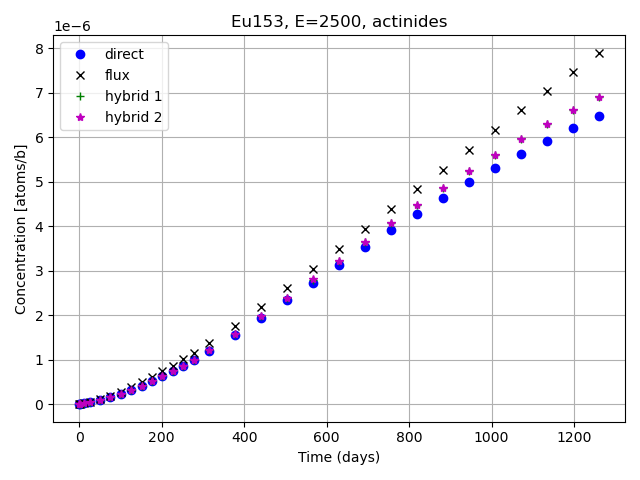 Eu153, E=2500, actinides
1e−6
8
7
6
5
4
3
2
1
0
Concentration [atoms/b]
direct
flux
hybrid 1
hybrid 2
0 200 400 600 800 1000 1200
Time (days)